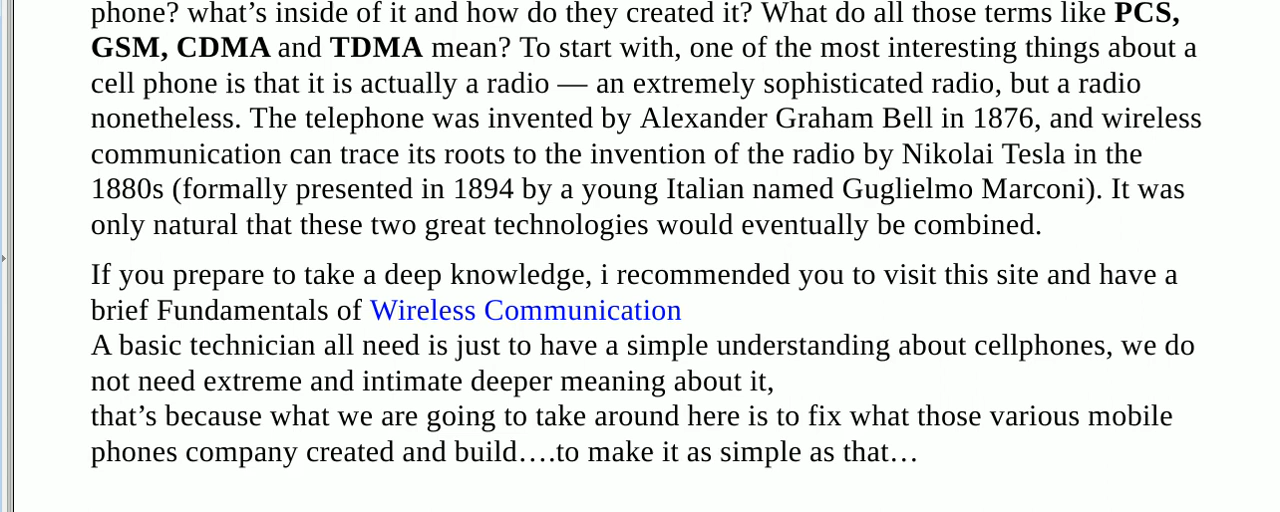 phone? what’s inside of it and how do they created it? What do all those terms like PCS,
GSM, CDMA and TDMA mean? To start with, one of the most interesting things about a
cell phone is that it is actually a radio — an extremely sophisticated radio, but a radio
nonetheless. The telephone was invented by Alexander Graham Bell in 1876, and wireless
communication can trace its roots to the invention of the radio by Nikolai Tesla in the
1880s (formally presented in 1894 by a young Italian named Guglielmo Marconi). It was
only natural that these two great technologies would eventually be combined.
If you prepare to take a deep knowledge, i recommended you to visit this site and have a
brief Fundamentals of Wireless Communication
A basic technician all need is just to have a simple understanding about cellphones, we do
not need extreme and intimate deeper meaning about it,
that’s because what we are going to take around here is to fix what those various mobile
phones company created and build….to make it as simple as that…